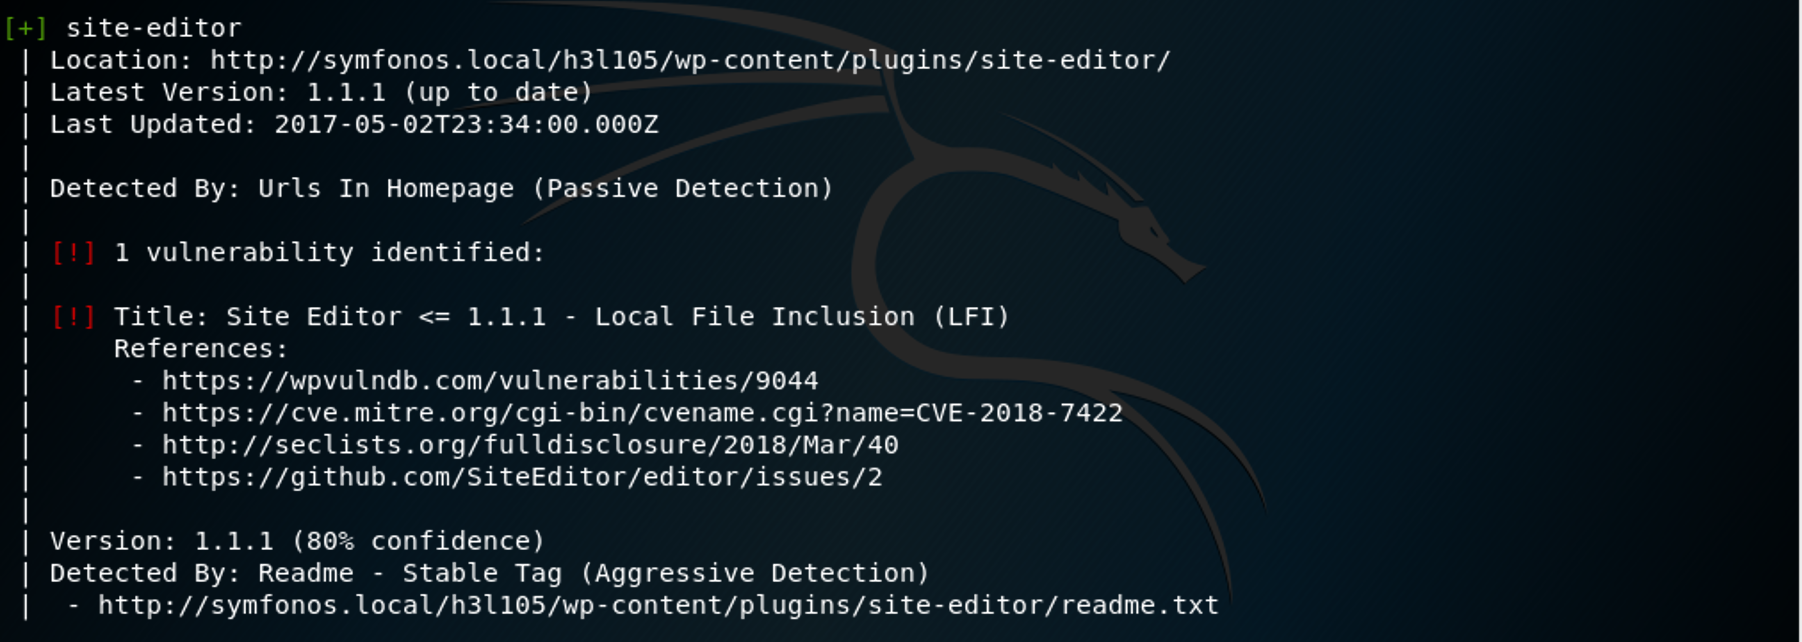 [+] site-editor
| Location: http://symfonos.local/h3l105/wp-content/plugins/site-editor/
| Latest Version: 1.1.1 (up to date)
| Last Updated: 2017-05-02T23:34:00.000Z
|
| Detected By: Urls In Homepage (Passive Detection)
|
| [!] 1 vulnerability identified:
|
| [!] Title: Site Editor <= 1.1.1 - Local File Inclusion (LFI)
|     References:
|      - https://wpvulndb.com/vulnerabilities/9044
|      - https://cve.mitre.org/cgi-bin/cvename.cgi?name=CVE-2018-7422
|      - http://seclists.org/fulldisclosure/2018/Mar/40
|      - https://github.com/SiteEditor/editor/issues/2
|
| Version: 1.1.1 (80% confidence)
| Detected By: Readme - Stable Tag (Aggressive Detection)
|  - http://symfonos.local/h3l105/wp-content/plugins/site-editor/readme.txt